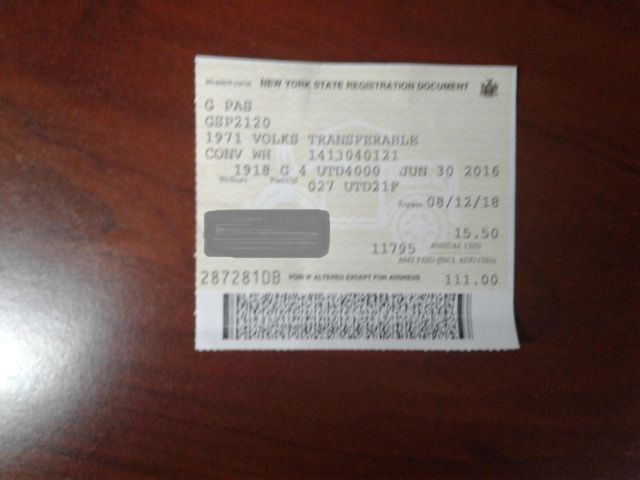 NEW YORK STATE REGISTRATION DOCUMENT
G PAS
GSP2120
1971 VOLKS TRANSFERABLE
CONV WH 1413040121
1918 G 4 UTD4000 JUN 30 2016
027 UTD21F
Expires 08/12/18
15.50
11795 ANNUAL CHG
AMT PAID (INCL ADD CHG)
287281DB VOID IF ALTERED EXCEPT FOR ADDRESS 111.00